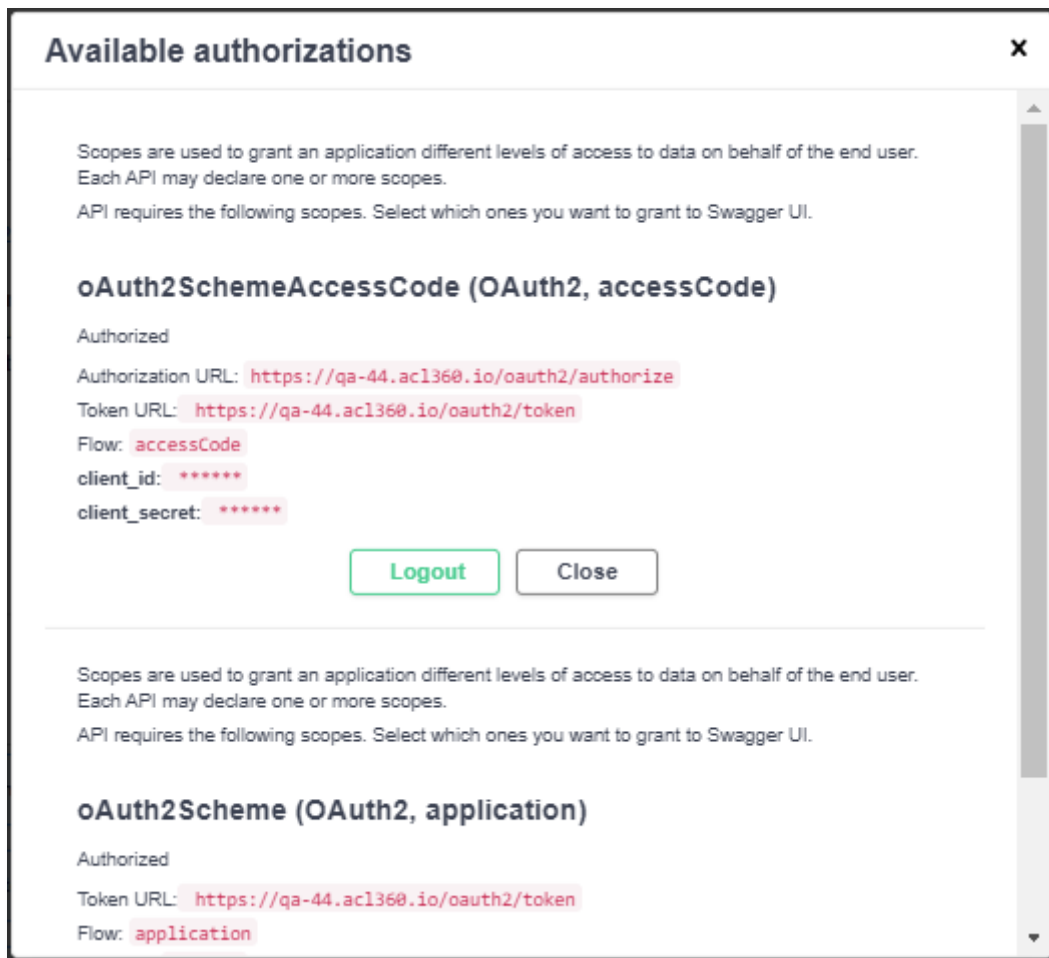 Available authorizations
x
Scopes are used to grant an application different levels of access to data on behalf of the end user.
Each API may declare one or more scopes.
API requires the following scopes. Select which ones you want to grant to Swagger UI.
oAuth2SchemeAccessCode (OAuth2, accessCode)
Authorized
Authorization URL: https://qa-44.acl360.io/oauth2/authorize
Token URL: https://qa-44.acl360.io/oauth2/token
Flow: accessCode
client_id: ******
client_secret: ******
Logout Close
Scopes are used to grant an application different levels of access to data on behalf of the end user.
Each API may declare one or more scopes.
API requires the following scopes. Select which ones you want to grant to Swagger UI.
oAuth2Scheme (OAuth2, application)
Authorized
Token URL: https://qa-44.acl360.io/oauth2/token
Flow: application